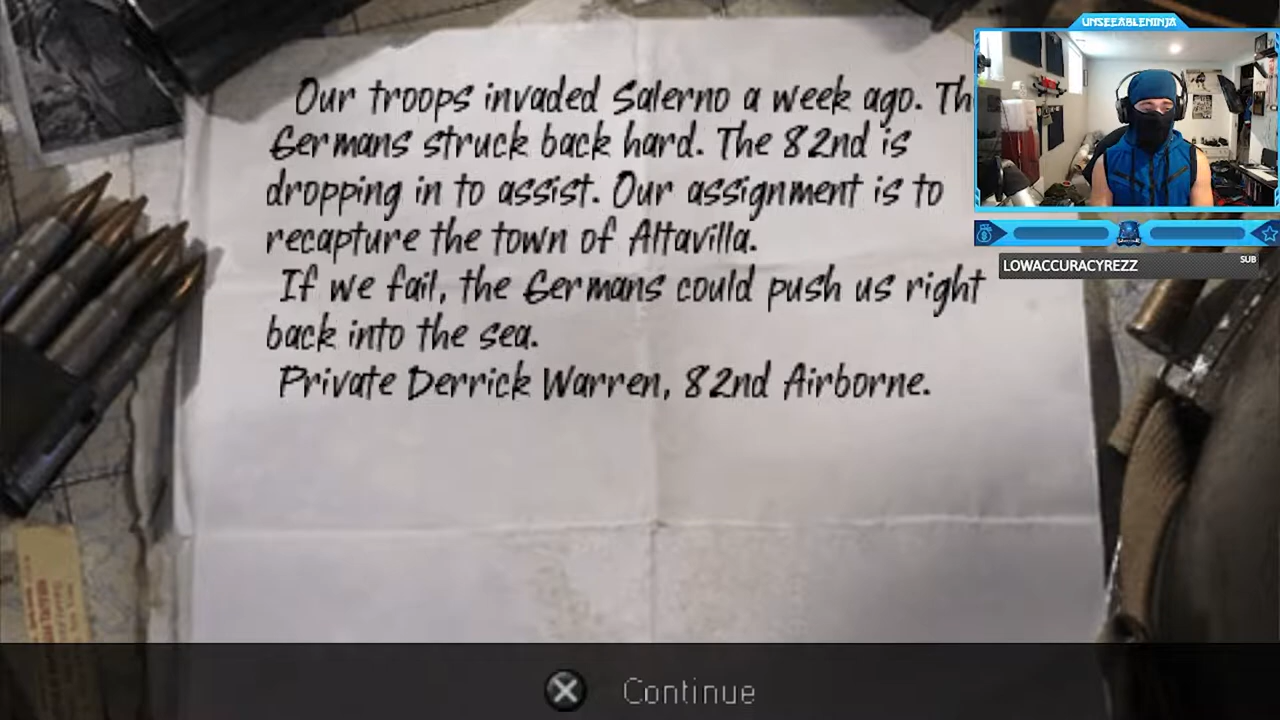 UNSEEABLENINJA
Our troops invaded Salerno a week ago. Th
Germans struck back hard. The 82nd is
dropping in to assist. Our assignment is to
recapture the town of Altavilla.
If we fail, the Germans could push us right
back into the sea.
Private Derrick Warren, 82nd Airborne.
LOWACCURACYREZZ
SUB
Continue